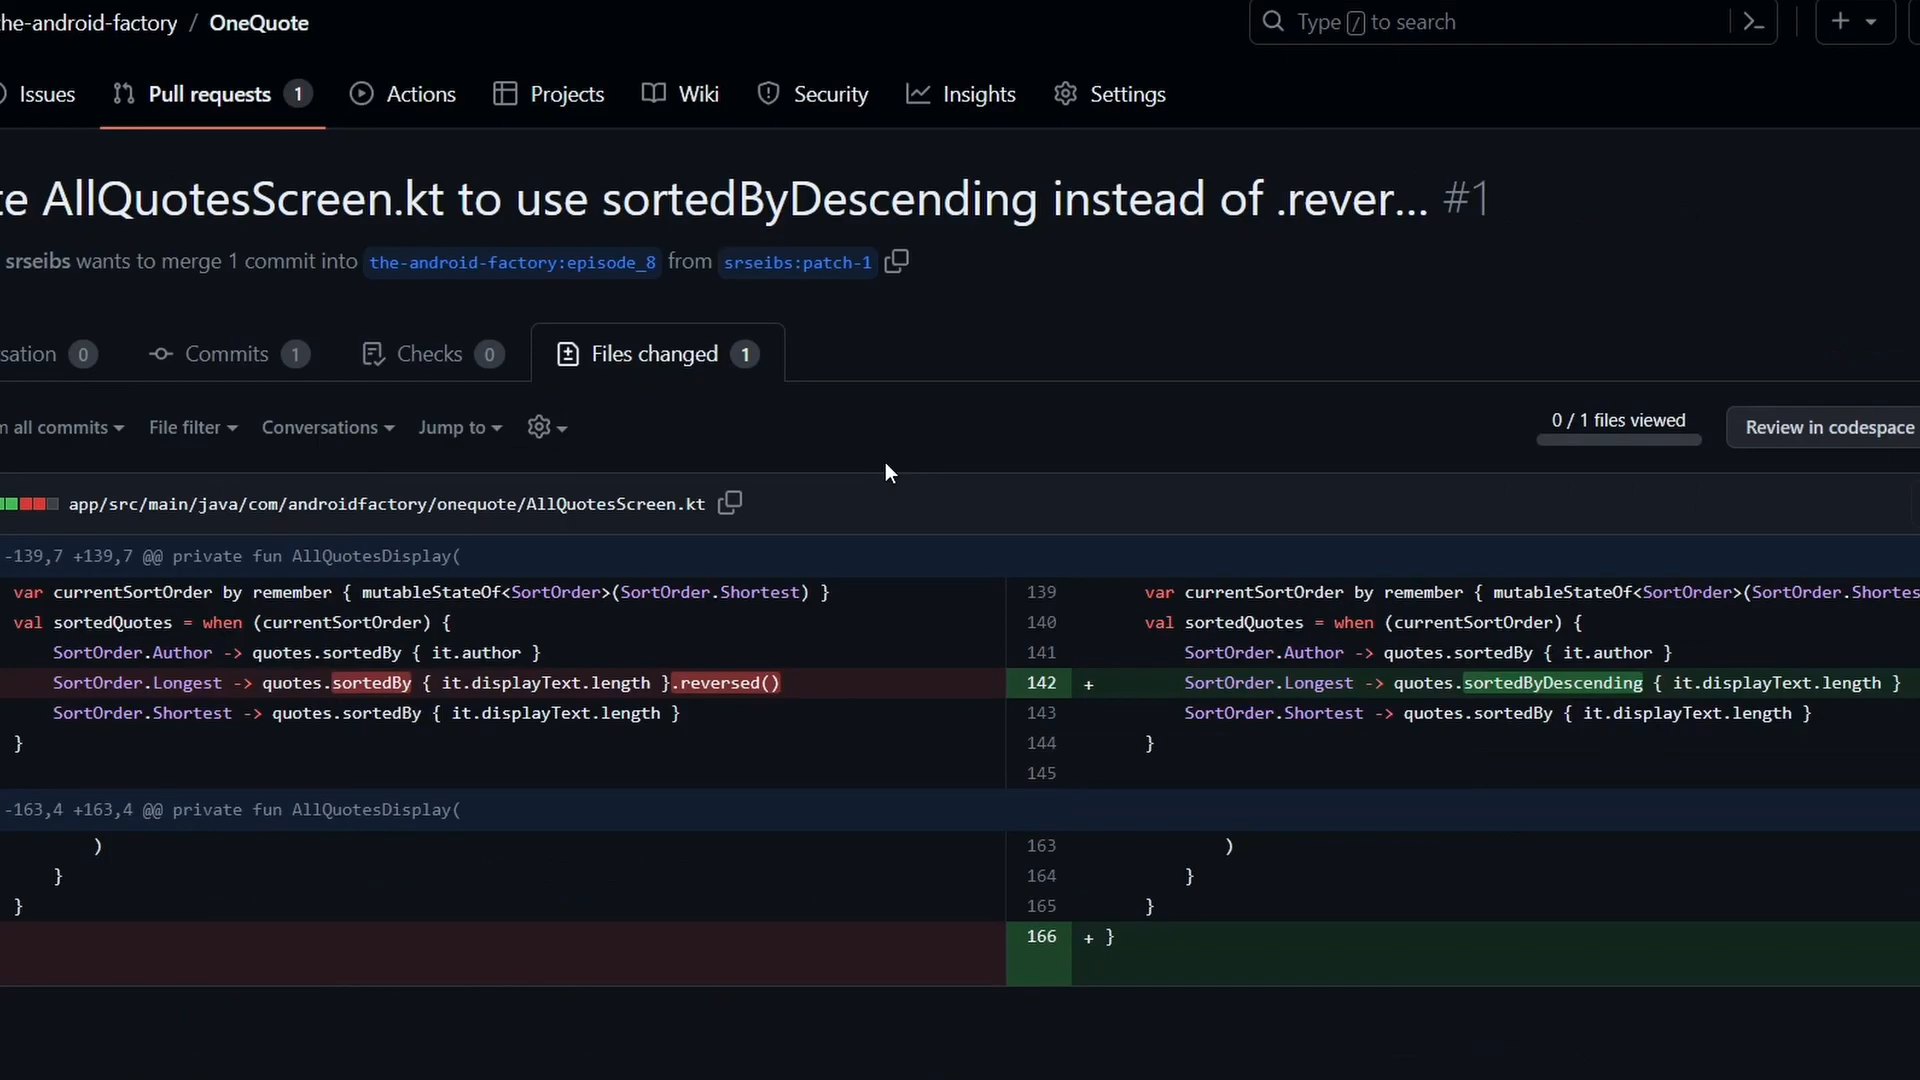 the-android-factory / OneQuote
Type / to search
Issues
Pull requests 1
Actions
Projects
Wiki
Security
Insights
Settings
te AllQuotesScreen.kt to use sortedByDescending instead of .rever... #1
srseibs wants to merge 1 commit into the-android-factory:episode_8 from srseibs:patch-1
sation 0
Commits 1
Checks 0
Files changed 1
m all commits
File filter
Conversations
Jump to
0 / 1 files viewed
Review in codespace
app/src/main/java/com/androidfactory/onequote/AllQuotesScreen.kt
-139,7 +139,7 @@ private fun AllQuotesDisplay(
var currentSortOrder by remember { mutableStateOf<SortOrder>(SortOrder.Shortest) }
val sortedQuotes = when (currentSortOrder) {
SortOrder.Author -> quotes.sortedBy { it.author }
SortOrder.Longest -> quotes.sortedBy { it.displayText.length }.reversed()
SortOrder.Shortest -> quotes.sortedBy { it.displayText.length }
}
139 var currentSortOrder by remember { mutableStateOf<SortOrder>(SortOrder.Shortes
140 val sortedQuotes = when (currentSortOrder) {
141 SortOrder.Author -> quotes.sortedBy { it.author }
142 + SortOrder.Longest -> quotes.sortedByDescending { it.displayText.length }
143 SortOrder.Shortest -> quotes.sortedBy { it.displayText.length }
144 }
145
-163,4 +163,4 @@ private fun AllQuotesDisplay(
)
}
}
163 )
164 }
165 }
166 + }